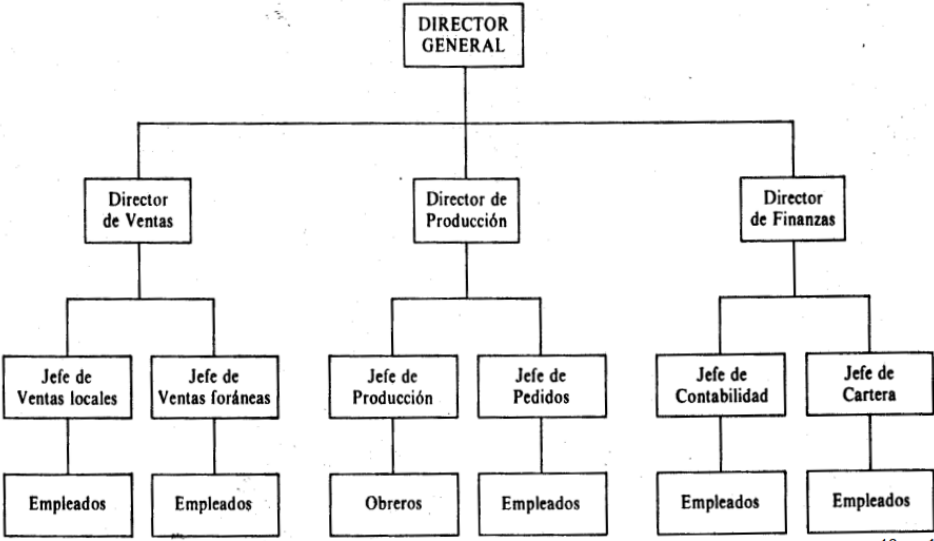 DIRECTOR
GENERAL
Director
de Ventas
Director de
Producción
Director
de Finanzas
Jefe de
Ventas locales
Jefe de
Ventas foráneas
Jefe de
Producción
Jefe de
Pedidos
Jefe de
Contabilidad
Jefe de
Cartera
Empleados
Empleados
Obreros
Empleados
Empleados
Empleados